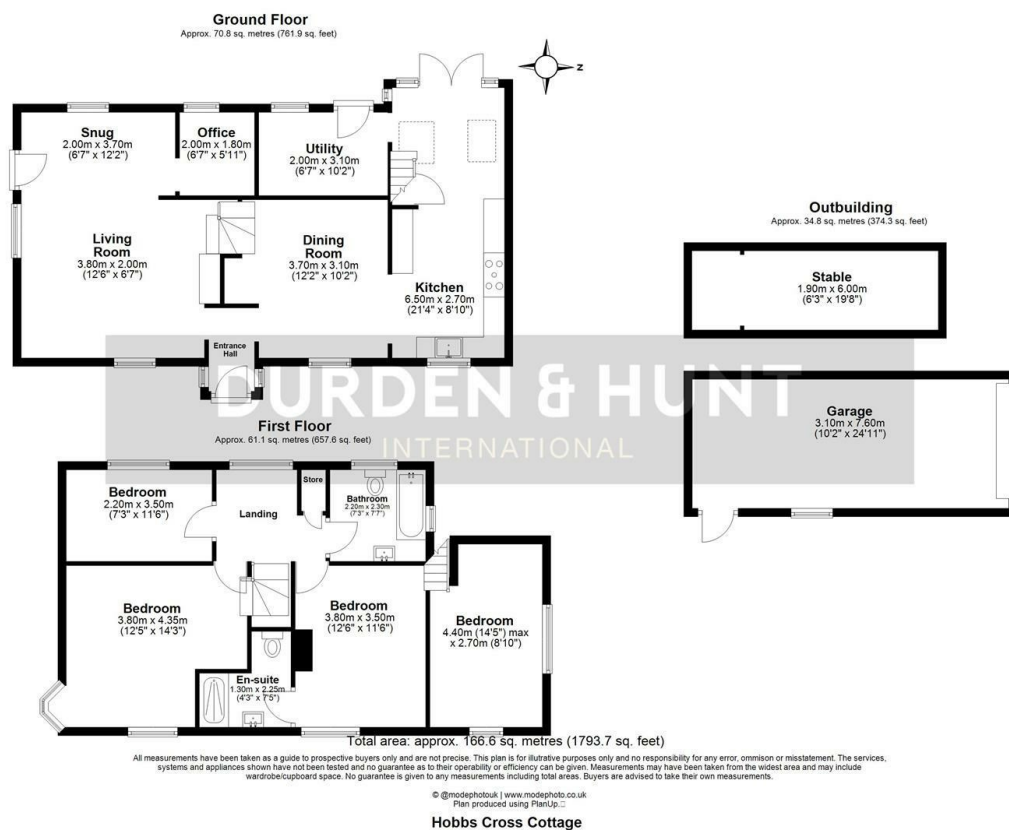 Ground Floor
Approx. 70.8 sq. metres (761.9 sq. feet)
Z
Snug
2.00m x 3.70m
(6'7" x 12'2")
Office
2.00m x 1.80m
(6'7" x 5'11")
Utility
2.00m x 3.10m
(6'7" x 10'2")
Living
Room
3.80m x 2.00m
(12'6" x 6'7")
Dining
Room
3.70m x 3.10m
(12'2" x 10'2")
Kitchen
6.50m x 2.70m
(21'4" x 8'10")
Entrance
Hall
Outbuilding
Approx. 34.8 sq. metres (374.3 sq. feet)
Stable
1.90m x 6.00m
(6'3" x 19'8")
Garage
3.10m x 7.60m
(10'2" x 24'11")
DURDEN & HUNT
INTERNATIONAL
First Floor
Approx. 61.1 sq. metres (657.6 sq. feet)
Bedroom
2.20m x 3.50m
(7'3" x 11'6")
Landing
Store
Bathroom
2.20m x 2.30m
(7'3" x 7'7")
Bedroom
3.80m x 4.35m
(12'5" x 14'3")
Bedroom
3.80m x 3.50m
(12'6" x 11'6")
Bedroom
4.40m (14'5") max
x 2.70m (8'10")
En-suite
1.30m x 2.25m
(4'3" x 7'5")
Total area: approx. 166.6 sq. metres (1793.7 sq. feet)
All measurements have been taken as a guide to prospective buyers only and are not precise. This plan is for illutrative purposes only and no responsibility for any error, ommison or misstatement. The services,
systems and appliances shown have not been tested and no guarantee as to their operability or efficiency can be given. Measurements may have been taken from the widest area and may include
wardrobe/cupboard space. No guarantee is given to any measurements including total areas. Buyers are advised to take their own measurements.
© @modephotouk | www.modephoto.co.uk
Plan produced using PlanUp.
Hobbs Cross Cottage